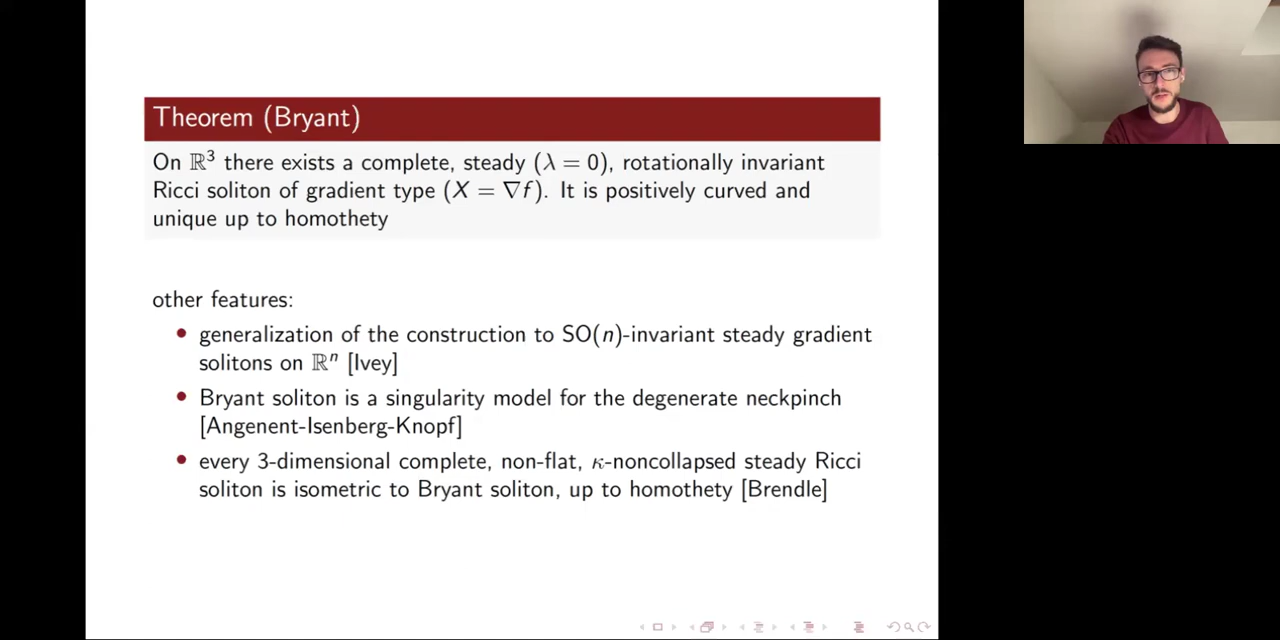 Theorem (Bryant)
On ℝ³ there exists a complete, steady (λ = 0), rotationally invariant
Ricci soliton of gradient type (X = ∇f). It is positively curved and
unique up to homothety
other features:
• generalization of the construction to SO(n)-invariant steady gradient
solitons on ℝⁿ [Ivey]
• Bryant soliton is a singularity model for the degenerate neckpinch
[Angenent-Isenberg-Knopf]
• every 3-dimensional complete, non-flat, κ-noncollapsed steady Ricci
soliton is isometric to Bryant soliton, up to homothety [Brendle]